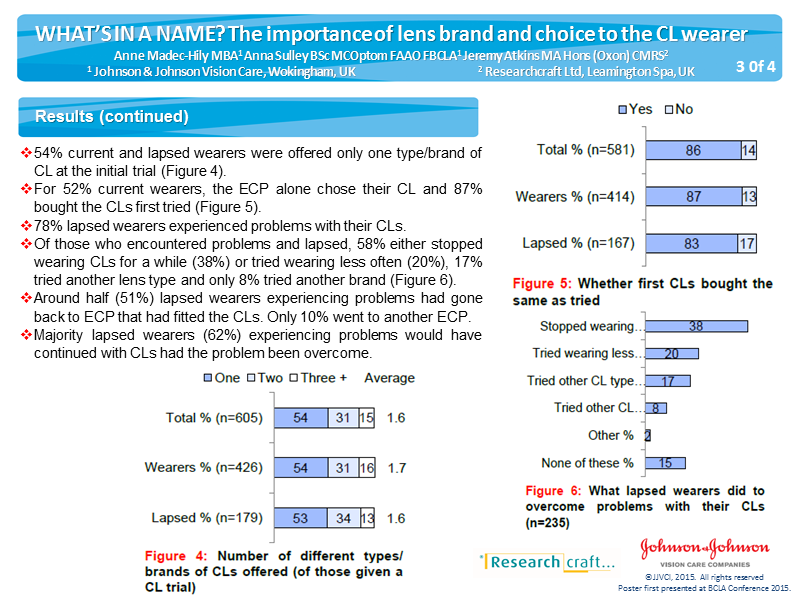 WHAT'S IN A NAME? The importance of lens brand and choice to the CL wearer
Anne Madec-Hily MBA¹ Anna Sulley BSc MCOptom FAAO FBCLA¹ Jeremy Atkins MA Hons (Oxon) CMRS²
¹ Johnson & Johnson Vision Care, Wokingham, UK ² Researchcraft Ltd, Leamington Spa, UK
3 0f 4
Results (continued)
❖54% current and lapsed wearers were offered only one type/brand of
CL at the initial trial (Figure 4).
❖For 52% current wearers, the ECP alone chose their CL and 87%
bought the CLs first tried (Figure 5).
❖78% lapsed wearers experienced problems with their CLs.
❖Of those who encountered problems and lapsed, 58% either stopped
wearing CLs for a while (38%) or tried wearing less often (20%), 17%
tried another lens type and only 8% tried another brand (Figure 6).
❖Around half (51%) lapsed wearers experiencing problems had gone
back to ECP that had fitted the CLs. Only 10% went to another ECP.
❖Majority lapsed wearers (62%) experiencing problems would have
continued with CLs had the problem been overcome.
One Two Three + Average
Total % (n=605) 54 31 15 1.6
Wearers % (n=426) 54 31 16 1.7
Lapsed % (n=179) 53 34 13 1.6
Figure 4: Number of different types/
brands of CLs offered (of those given a
CL trial)
Yes No
Total % (n=581) 86 14
Wearers % (n=414) 87 13
Lapsed % (n=167) 83 17
Figure 5: Whether first CLs bought the
same as tried
Stopped wearing... 38
Tried wearing less... 20
Tried other CL type... 17
Tried other CL... 8
Other % 2
None of these % 15
Figure 6: What lapsed wearers did to
overcome problems with their CLs
(n=235)
Research craft...
Johnson & Johnson
VISION CARE COMPANIES
©JJVCI, 2015. All rights reserved
Poster first presented at BCLA Conference 2015.